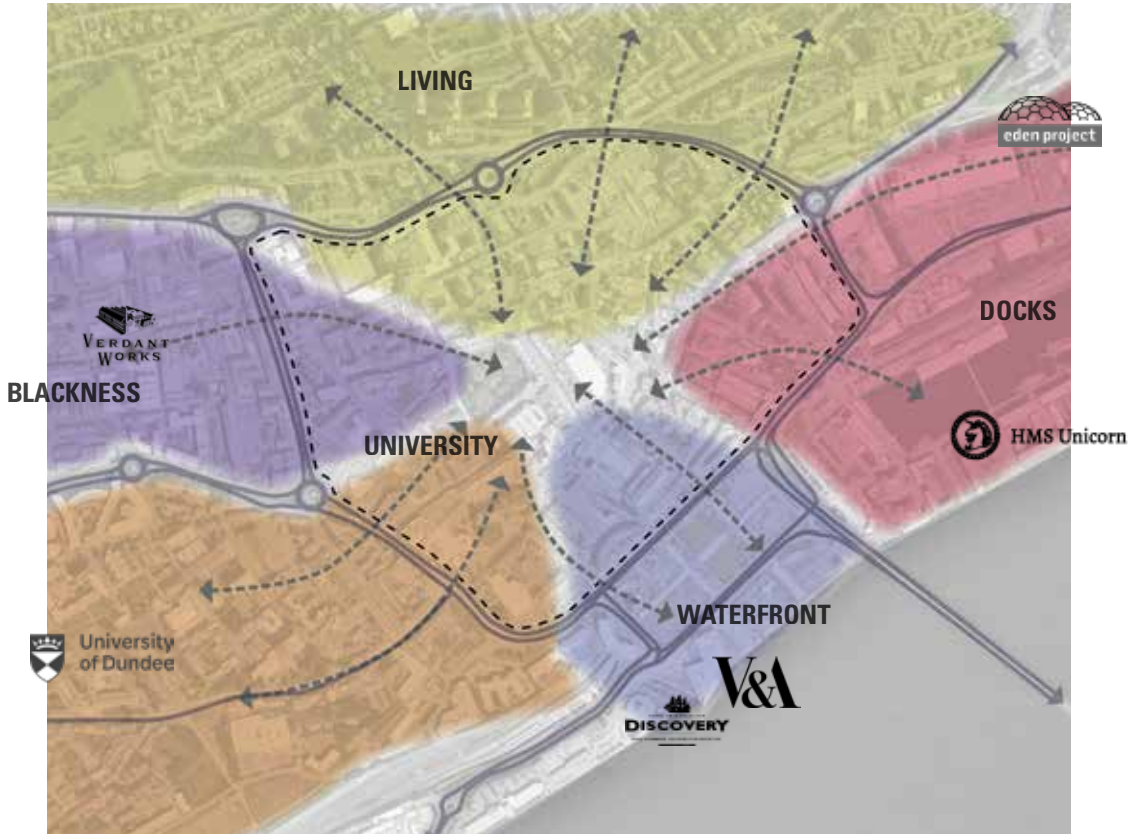 LIVING
eden project
DOCKS
VERDANT
WORKS
BLACKNESS
UNIVERSITY
HMS Unicorn
WATERFRONT
University
of Dundee
V&A
DISCOVERY